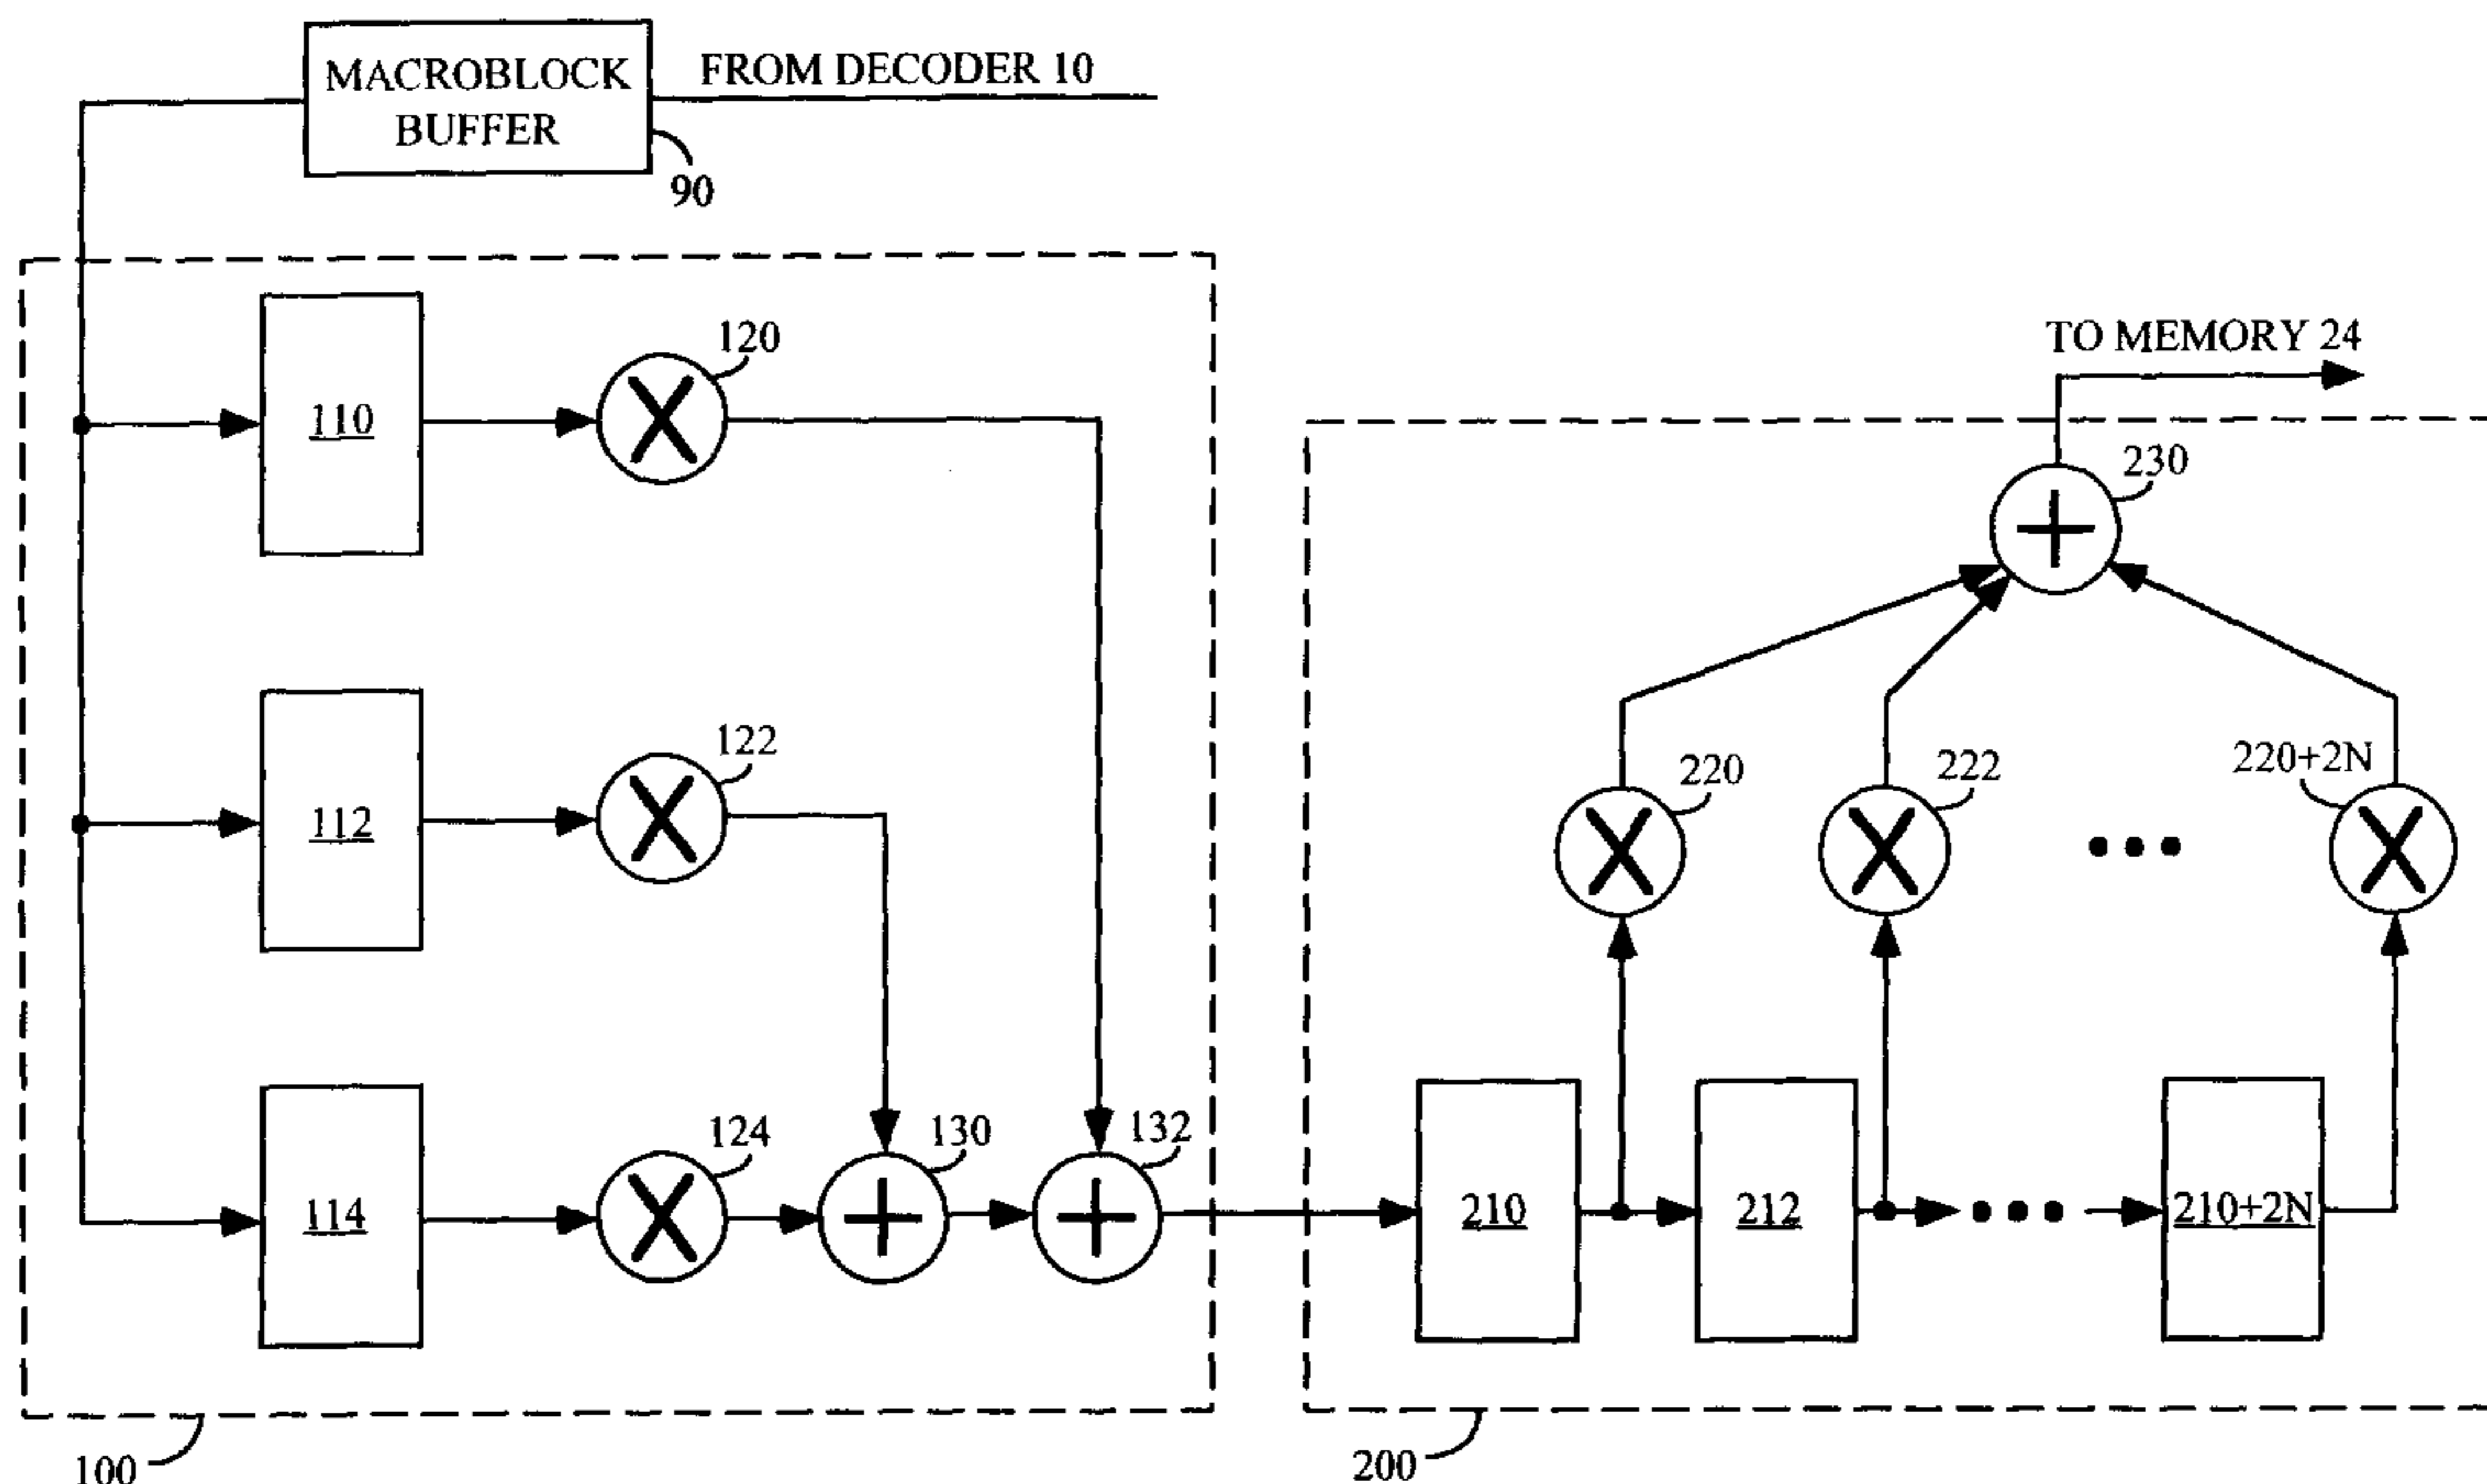 MACROBLOCK
BUFFER
FROM DECODER 10
90
110
120
TO MEMORY 24
230
112
122
220
222
220+2N
114
124
130
132
210
212
210+2N
100
200